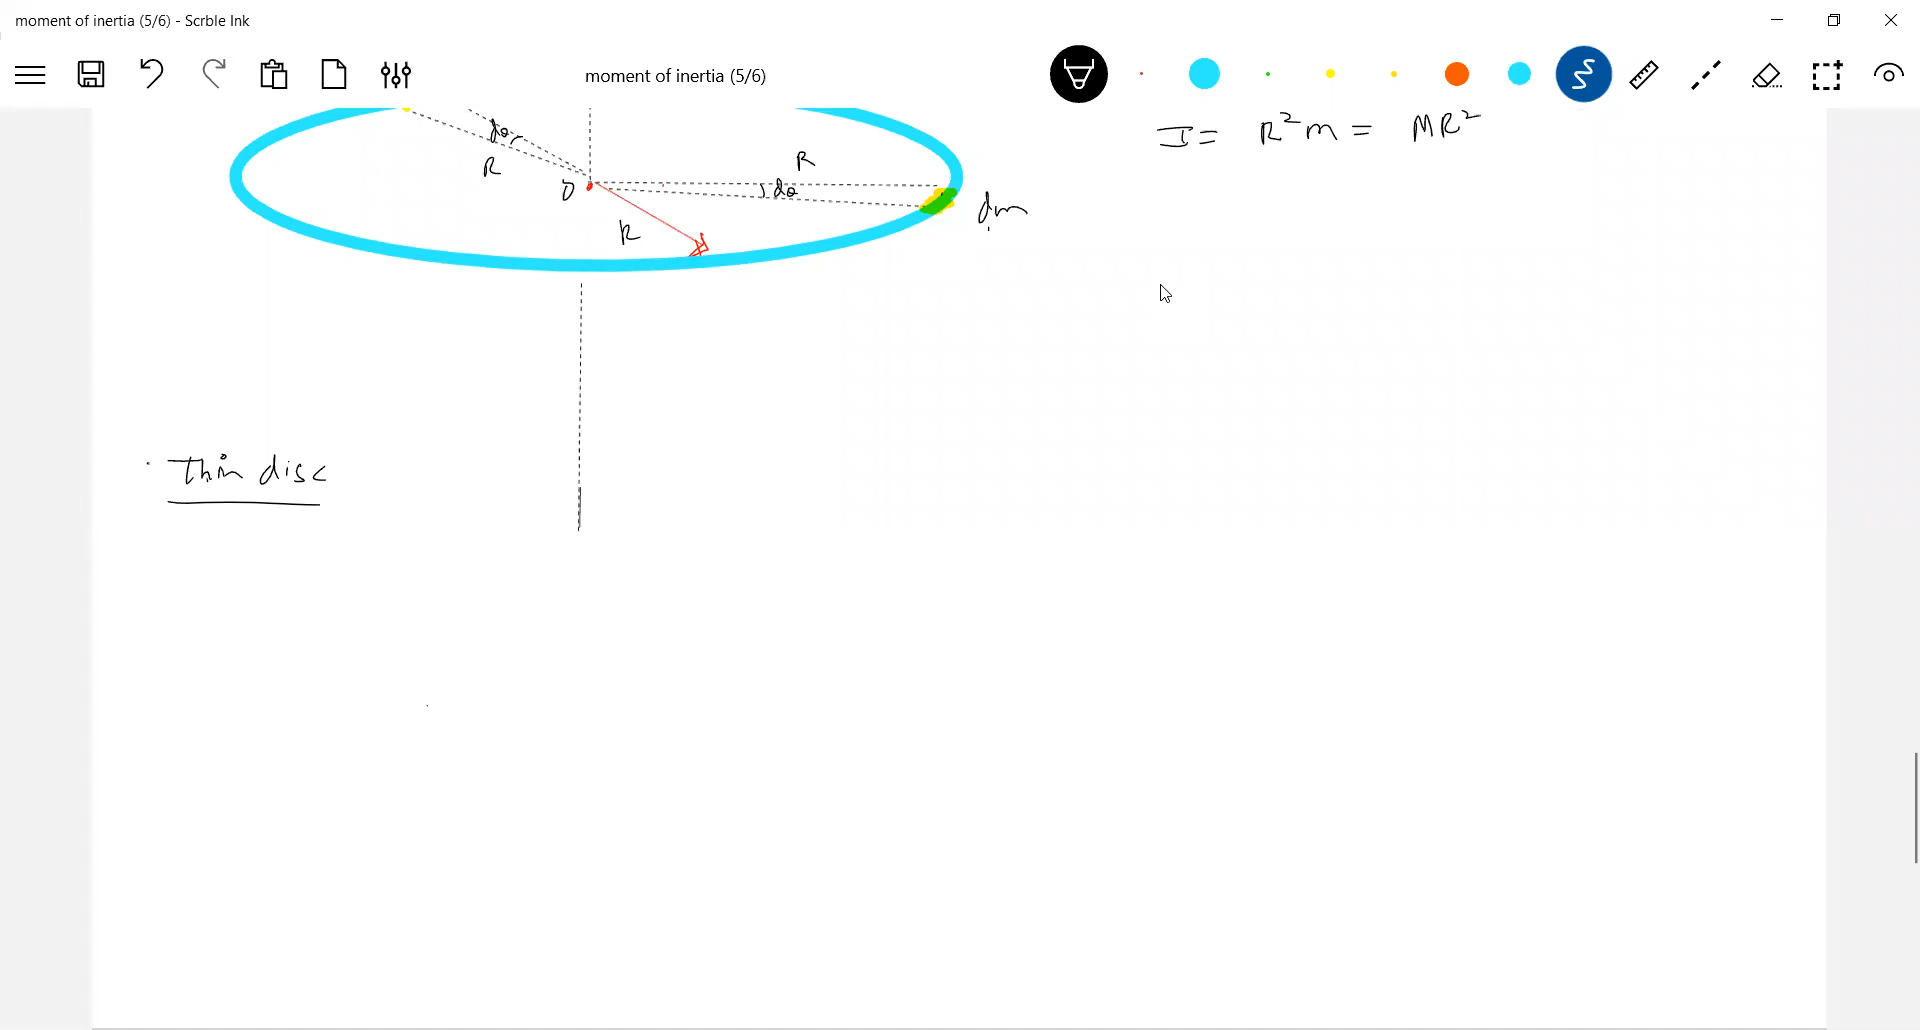 moment of inertia (5/6) - Scrble Ink
moment of inertia (5/6)
I = R²m = MR²
dθ
R
R
O
dθ
dm
R
Thin disc